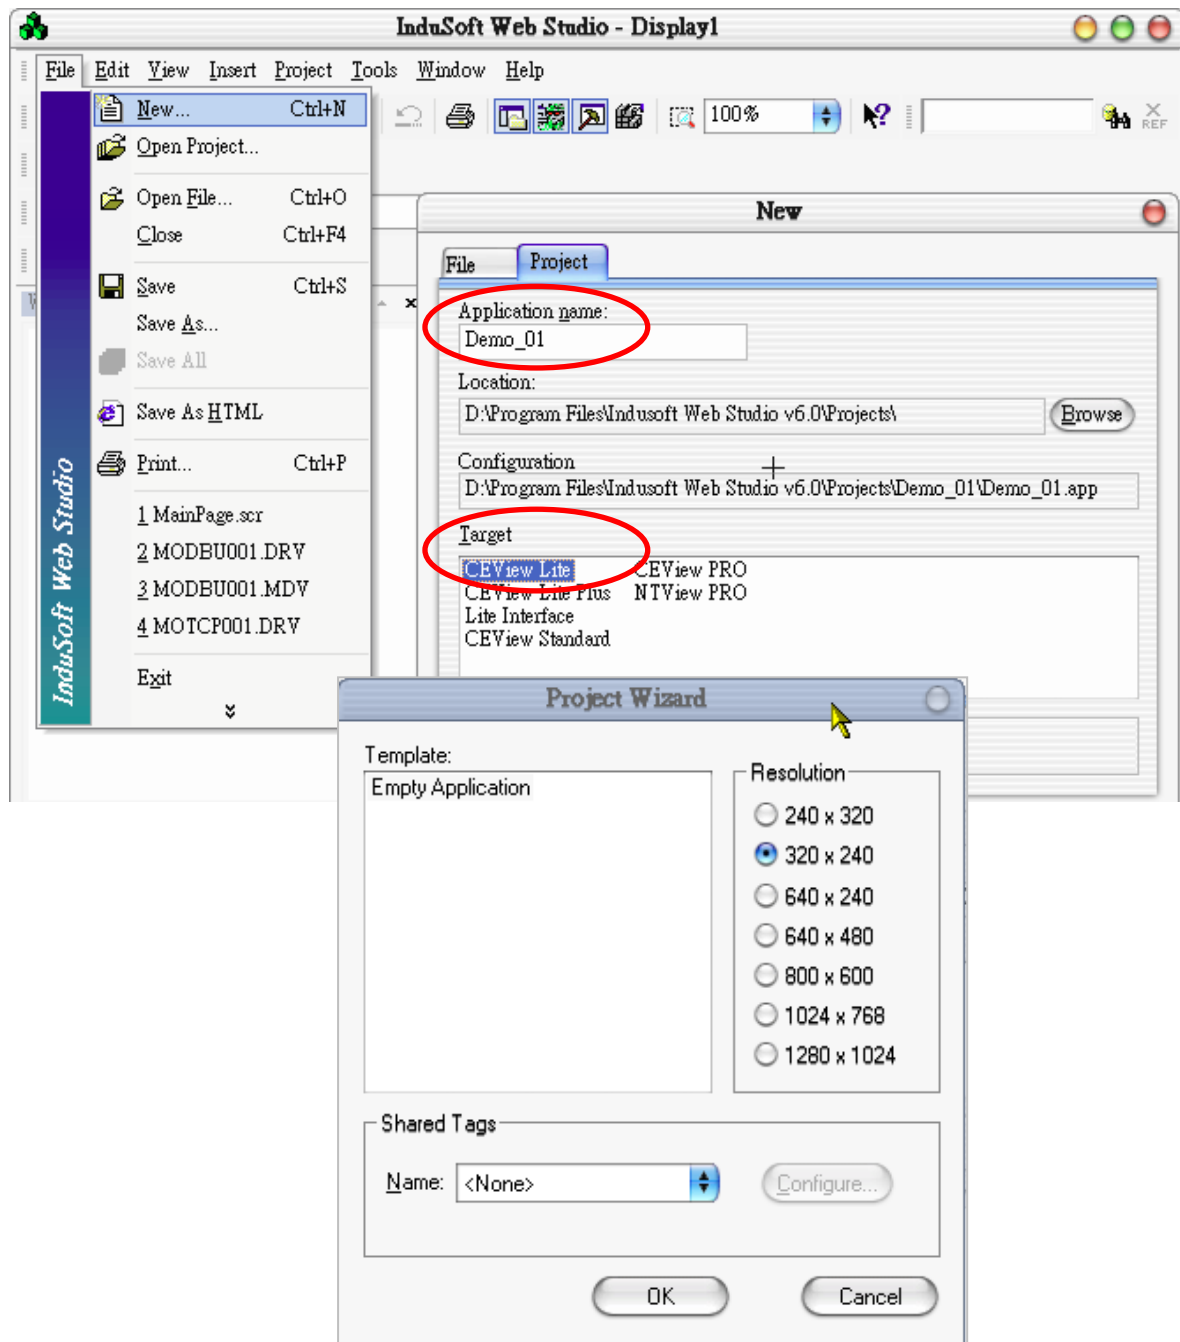 InduSoft Web Studio - Display1
File Edit View Insert Project Tools Window Help
New... Ctrl+N
100%
REF
Open Project...
Open File... Ctrl+O
Close Ctrl+F4
Save Ctrl+S
Save As...
Save All
Save As HTML
Print... Ctrl+P
1 MainPage.scr
2 MODBU001.DRV
3 MODBU001.MDV
4 MOTCP001.DRV
Exit
InduSoft Web Studio
New
File Project
Application name:
Demo_01
Location:
D:\Program Files\Indusoft Web Studio v6.0\Projects\
Browse
Configuration
D:\Program Files\Indusoft Web Studio v6.0\Projects\Demo_01\Demo_01.app
Target
CEView Lite CEView PRO
CEView Lite Plus NTView PRO
Lite Interface
CEView Standard
Project Wizard
Template:
Empty Application
Resolution
240 x 320
320 x 240
640 x 240
640 x 480
800 x 600
1024 x 768
1280 x 1024
Shared Tags
Name: <None> Configure...
OK Cancel